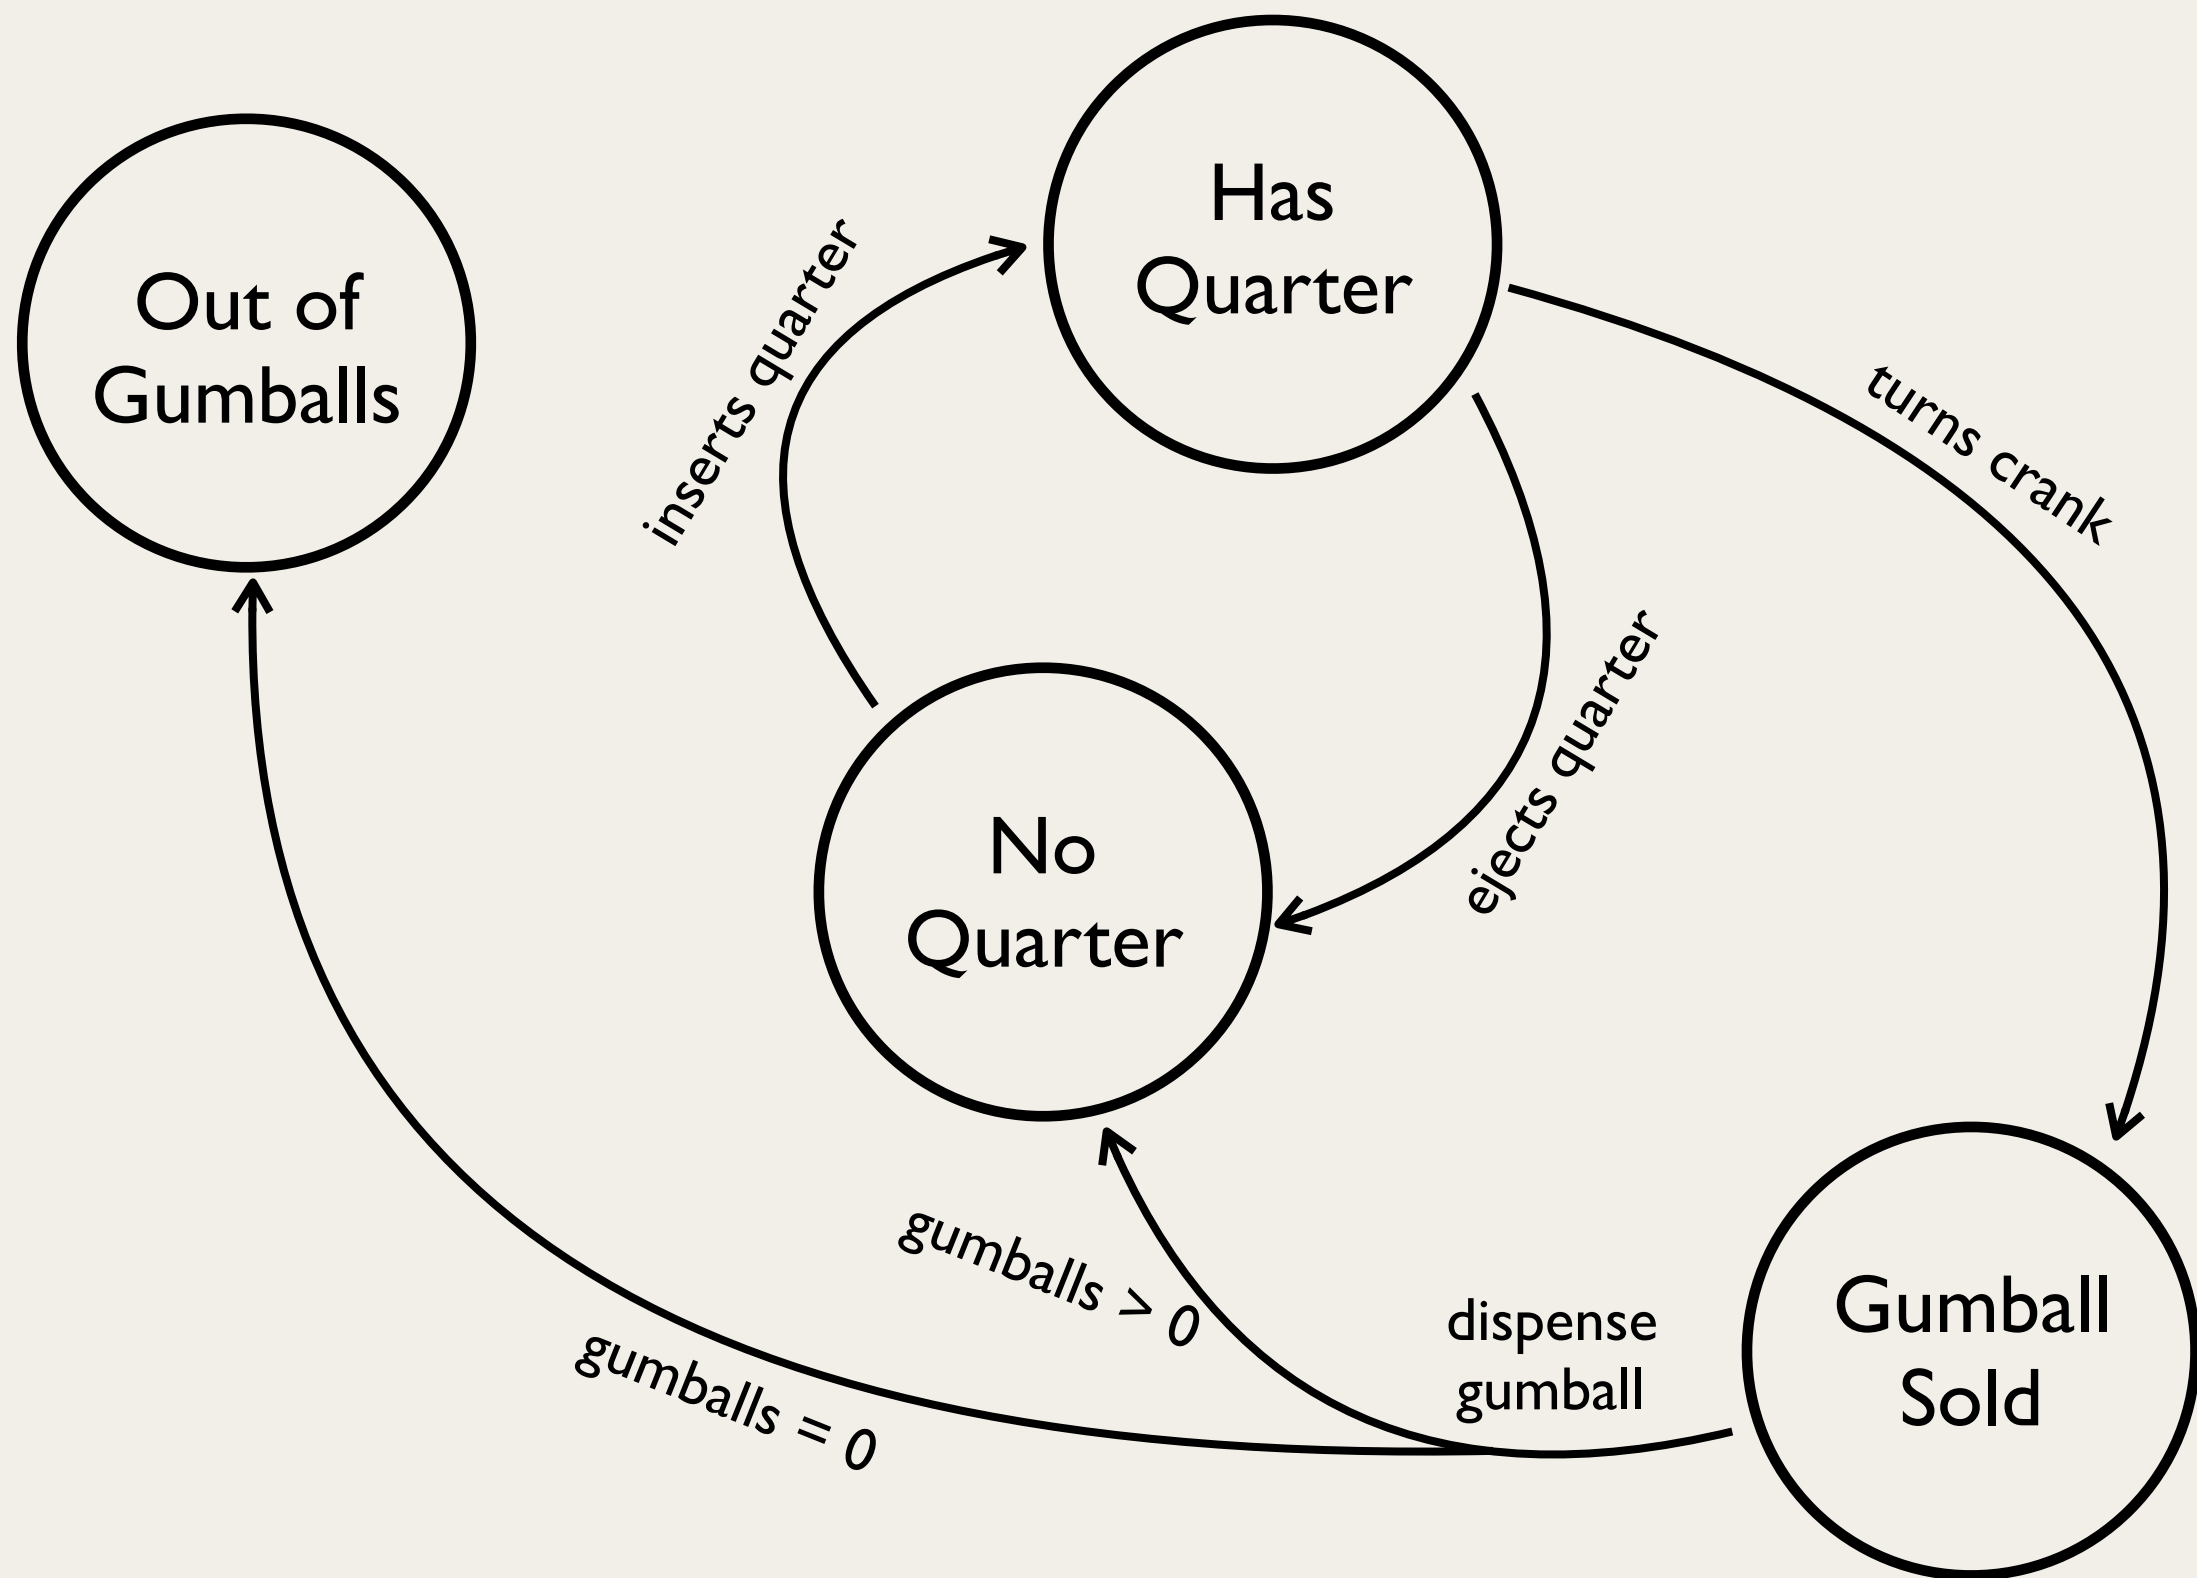 Has
Quarter
Out of
Gumballs
inserts quarter
turns crank
ejects quarter
No
Quarter
gumballs > 0
dispense
gumball
Gumball
Sold
gumballs = 0